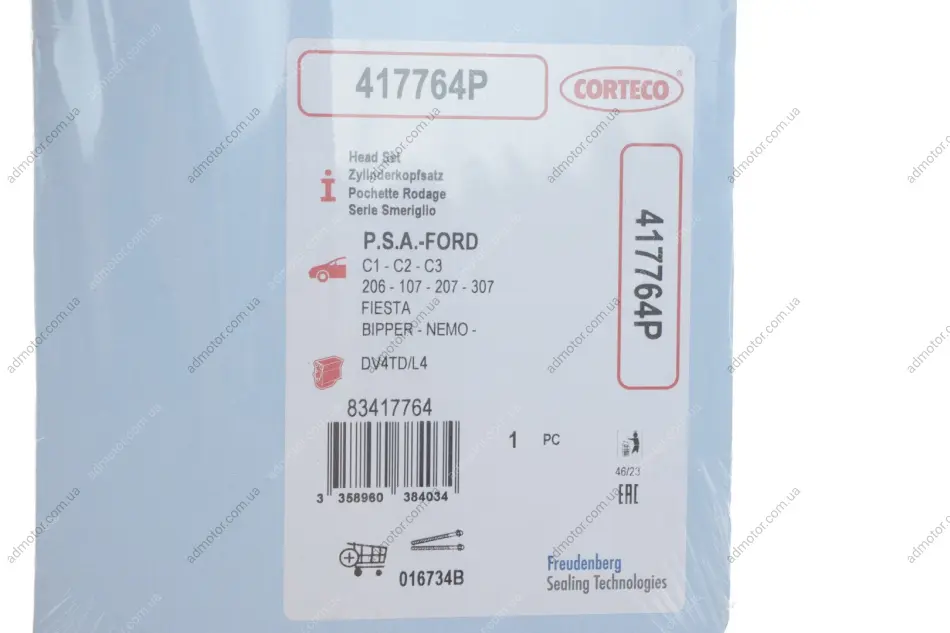 417764P
CORTECO®
Head Set
Zylinderkopfsatz
Pochette Rodage
Serie Smeriglio
P.S.A.-FORD
C1 - C2 - C3
206 - 107 - 207 - 307
FIESTA
BIPPER - NEMO -
DV4TD/L4
83417764
3 358960 384034
1 PC
417764P
46/23
EAC
016734B
Freudenberg
Sealing Technologies
admotor.com.ua